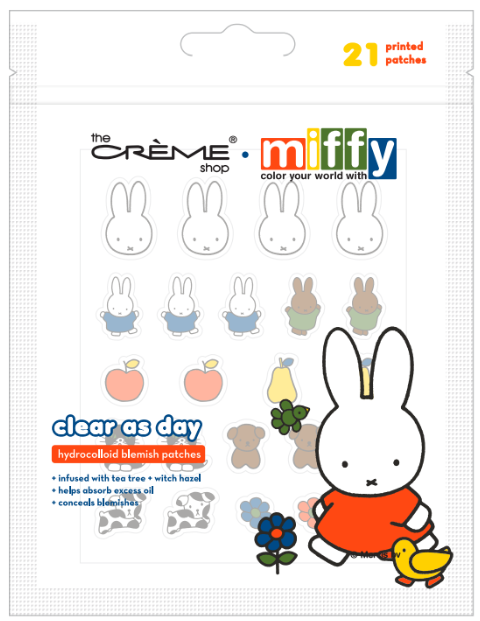 21 printed
patches
the
CRÈME®
shop
• miffy
color your world with
clear as day
hydrocolloid blemish patches
• infused with tea tree + witch hazel
• helps absorb excess oil
• conceals blemishes